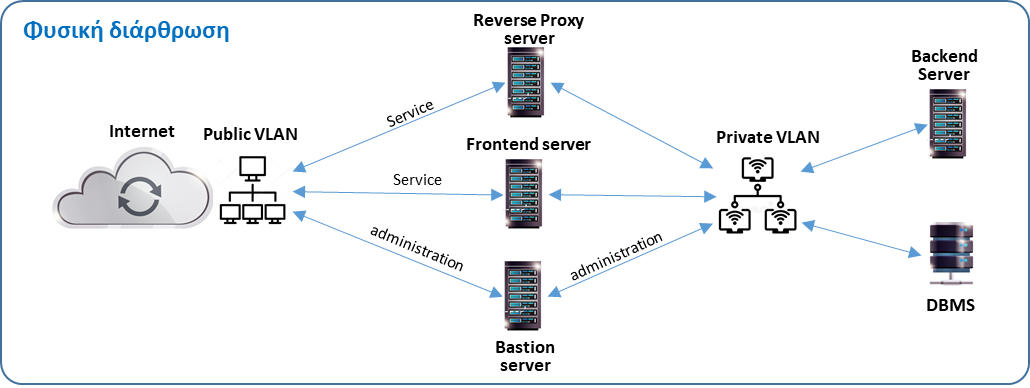 Φυσική διάρθρωση
Reverse Proxy
server
Backend
Server
Service
Internet
Public VLAN
Frontend server
Private VLAN
Service
administration
administration
DBMS
Bastion
server